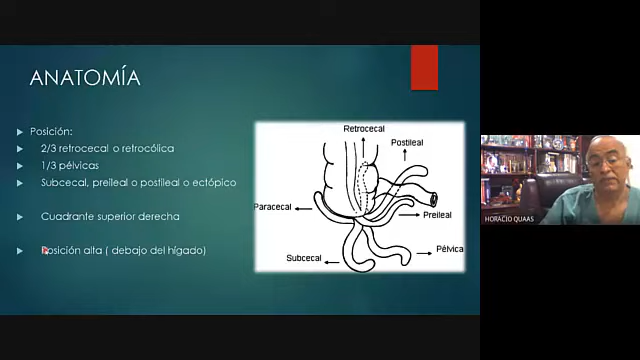 ANATOMÍA
Posición:
2/3 retrocecal o retrocólica
1/3 pélvicas
Subcecal, preileal o postileal o ectópico
Cuadrante superior derecha
Posición alta ( debajo del hígado)
Retrocecal
Postileal
Paracecal
Preileal
Pélvica
Subcecal
HORACIO QUAAS